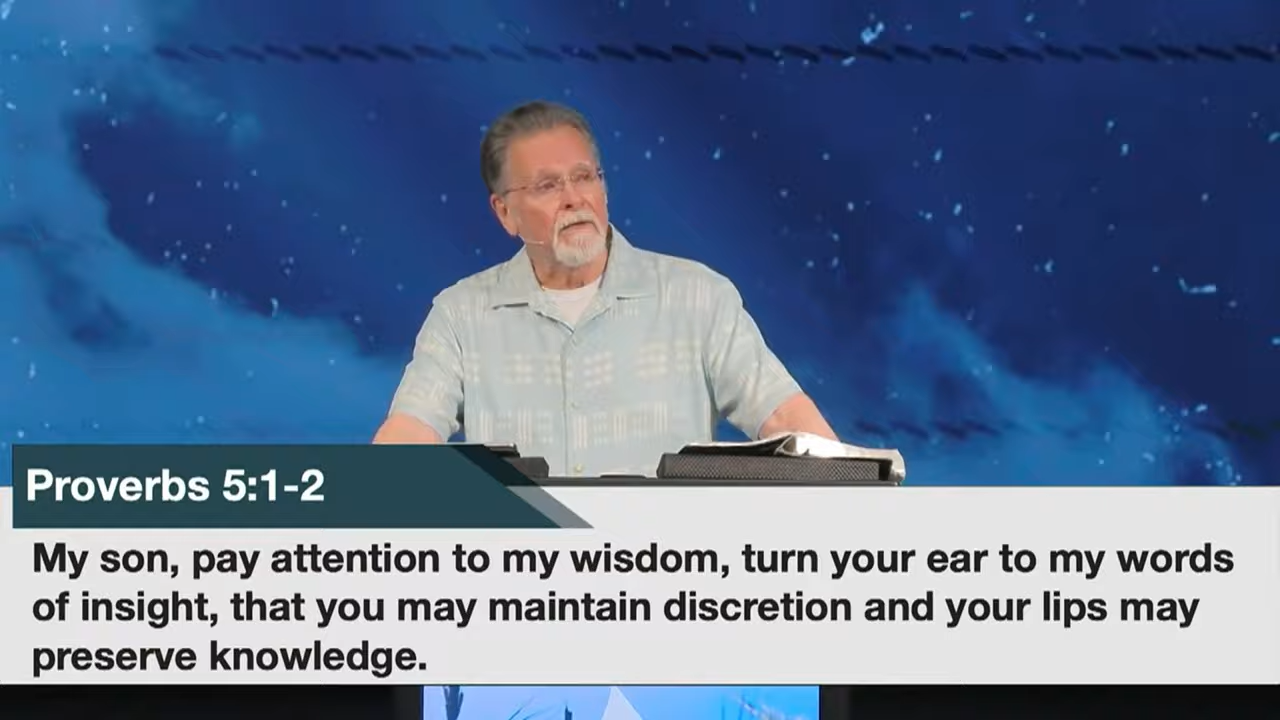 Proverbs 5:1-2
My son, pay attention to my wisdom, turn your ear to my words
of insight, that you may maintain discretion and your lips may
preserve knowledge.